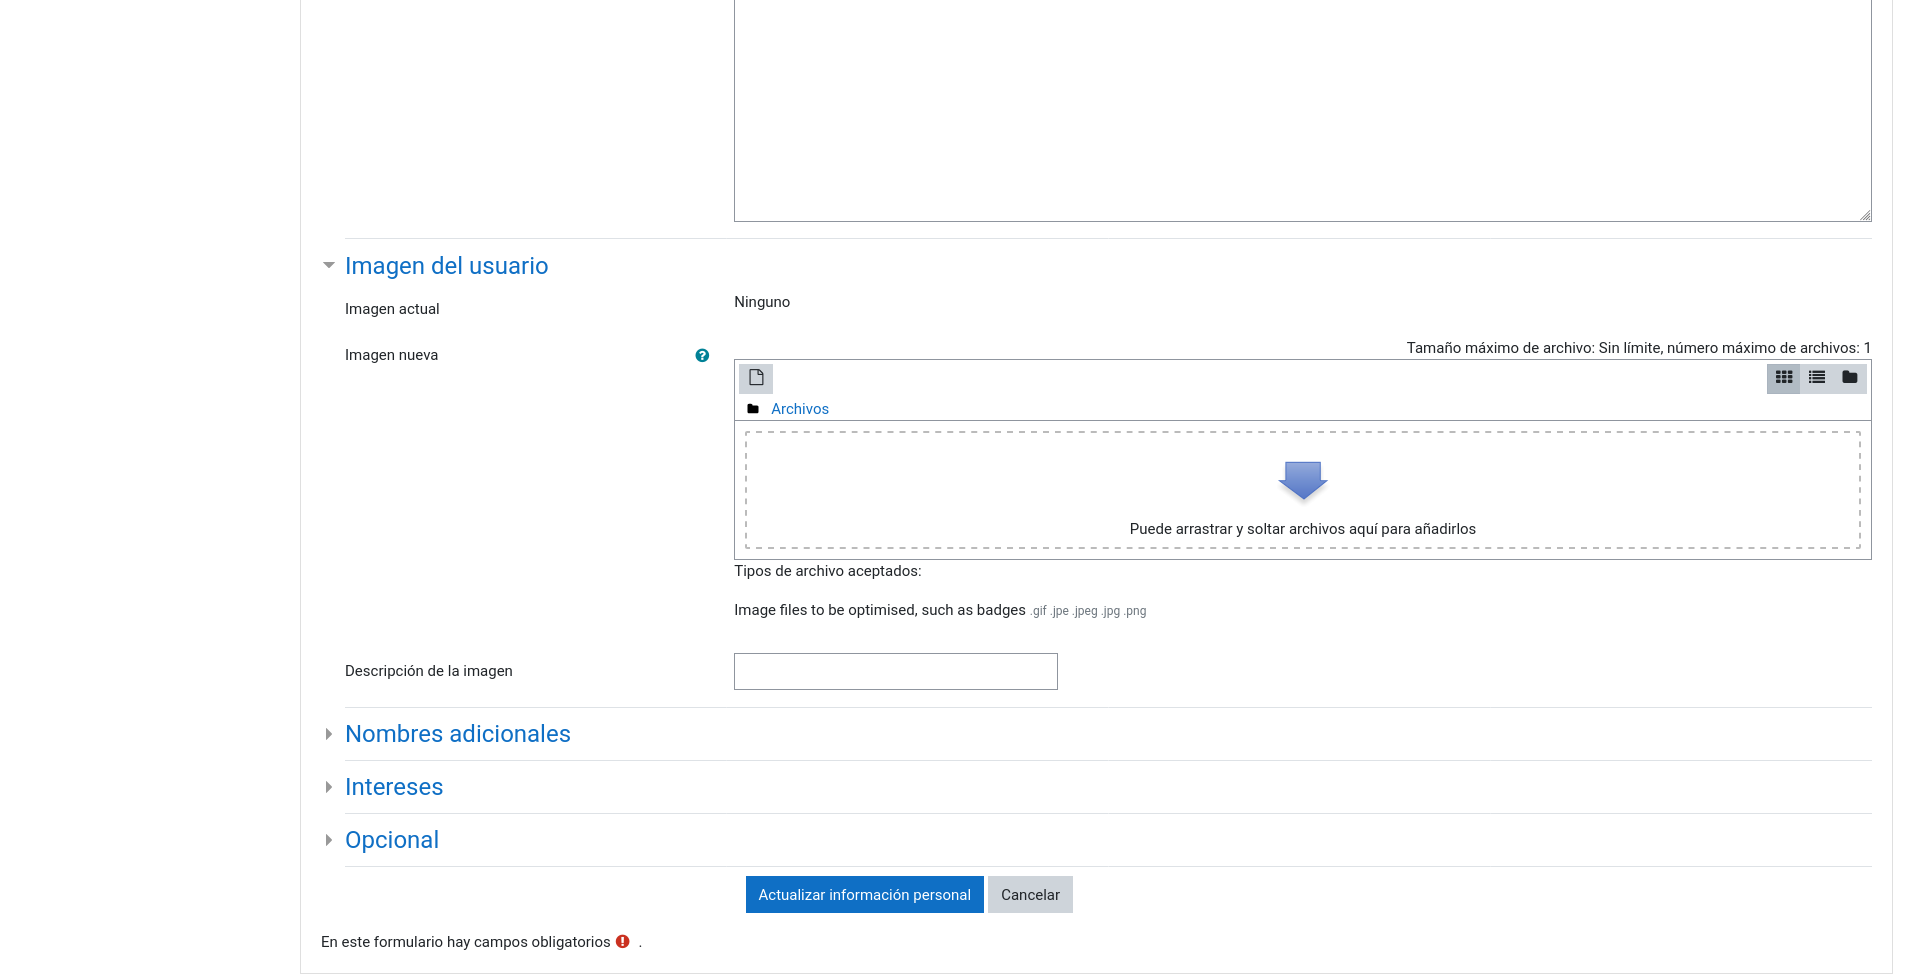 Imagen del usuario
Imagen actual
Ninguno
Imagen nueva
Tamaño máximo de archivo: Sin límite, número máximo de archivos: 1
Archivos
Puede arrastrar y soltar archivos aquí para añadirlos
Tipos de archivo aceptados:
Image files to be optimised, such as badges .gif .jpe .jpeg .jpg .png
Descripción de la imagen
Nombres adicionales
Intereses
Opcional
Actualizar información personal Cancelar
En este formulario hay campos obligatorios .